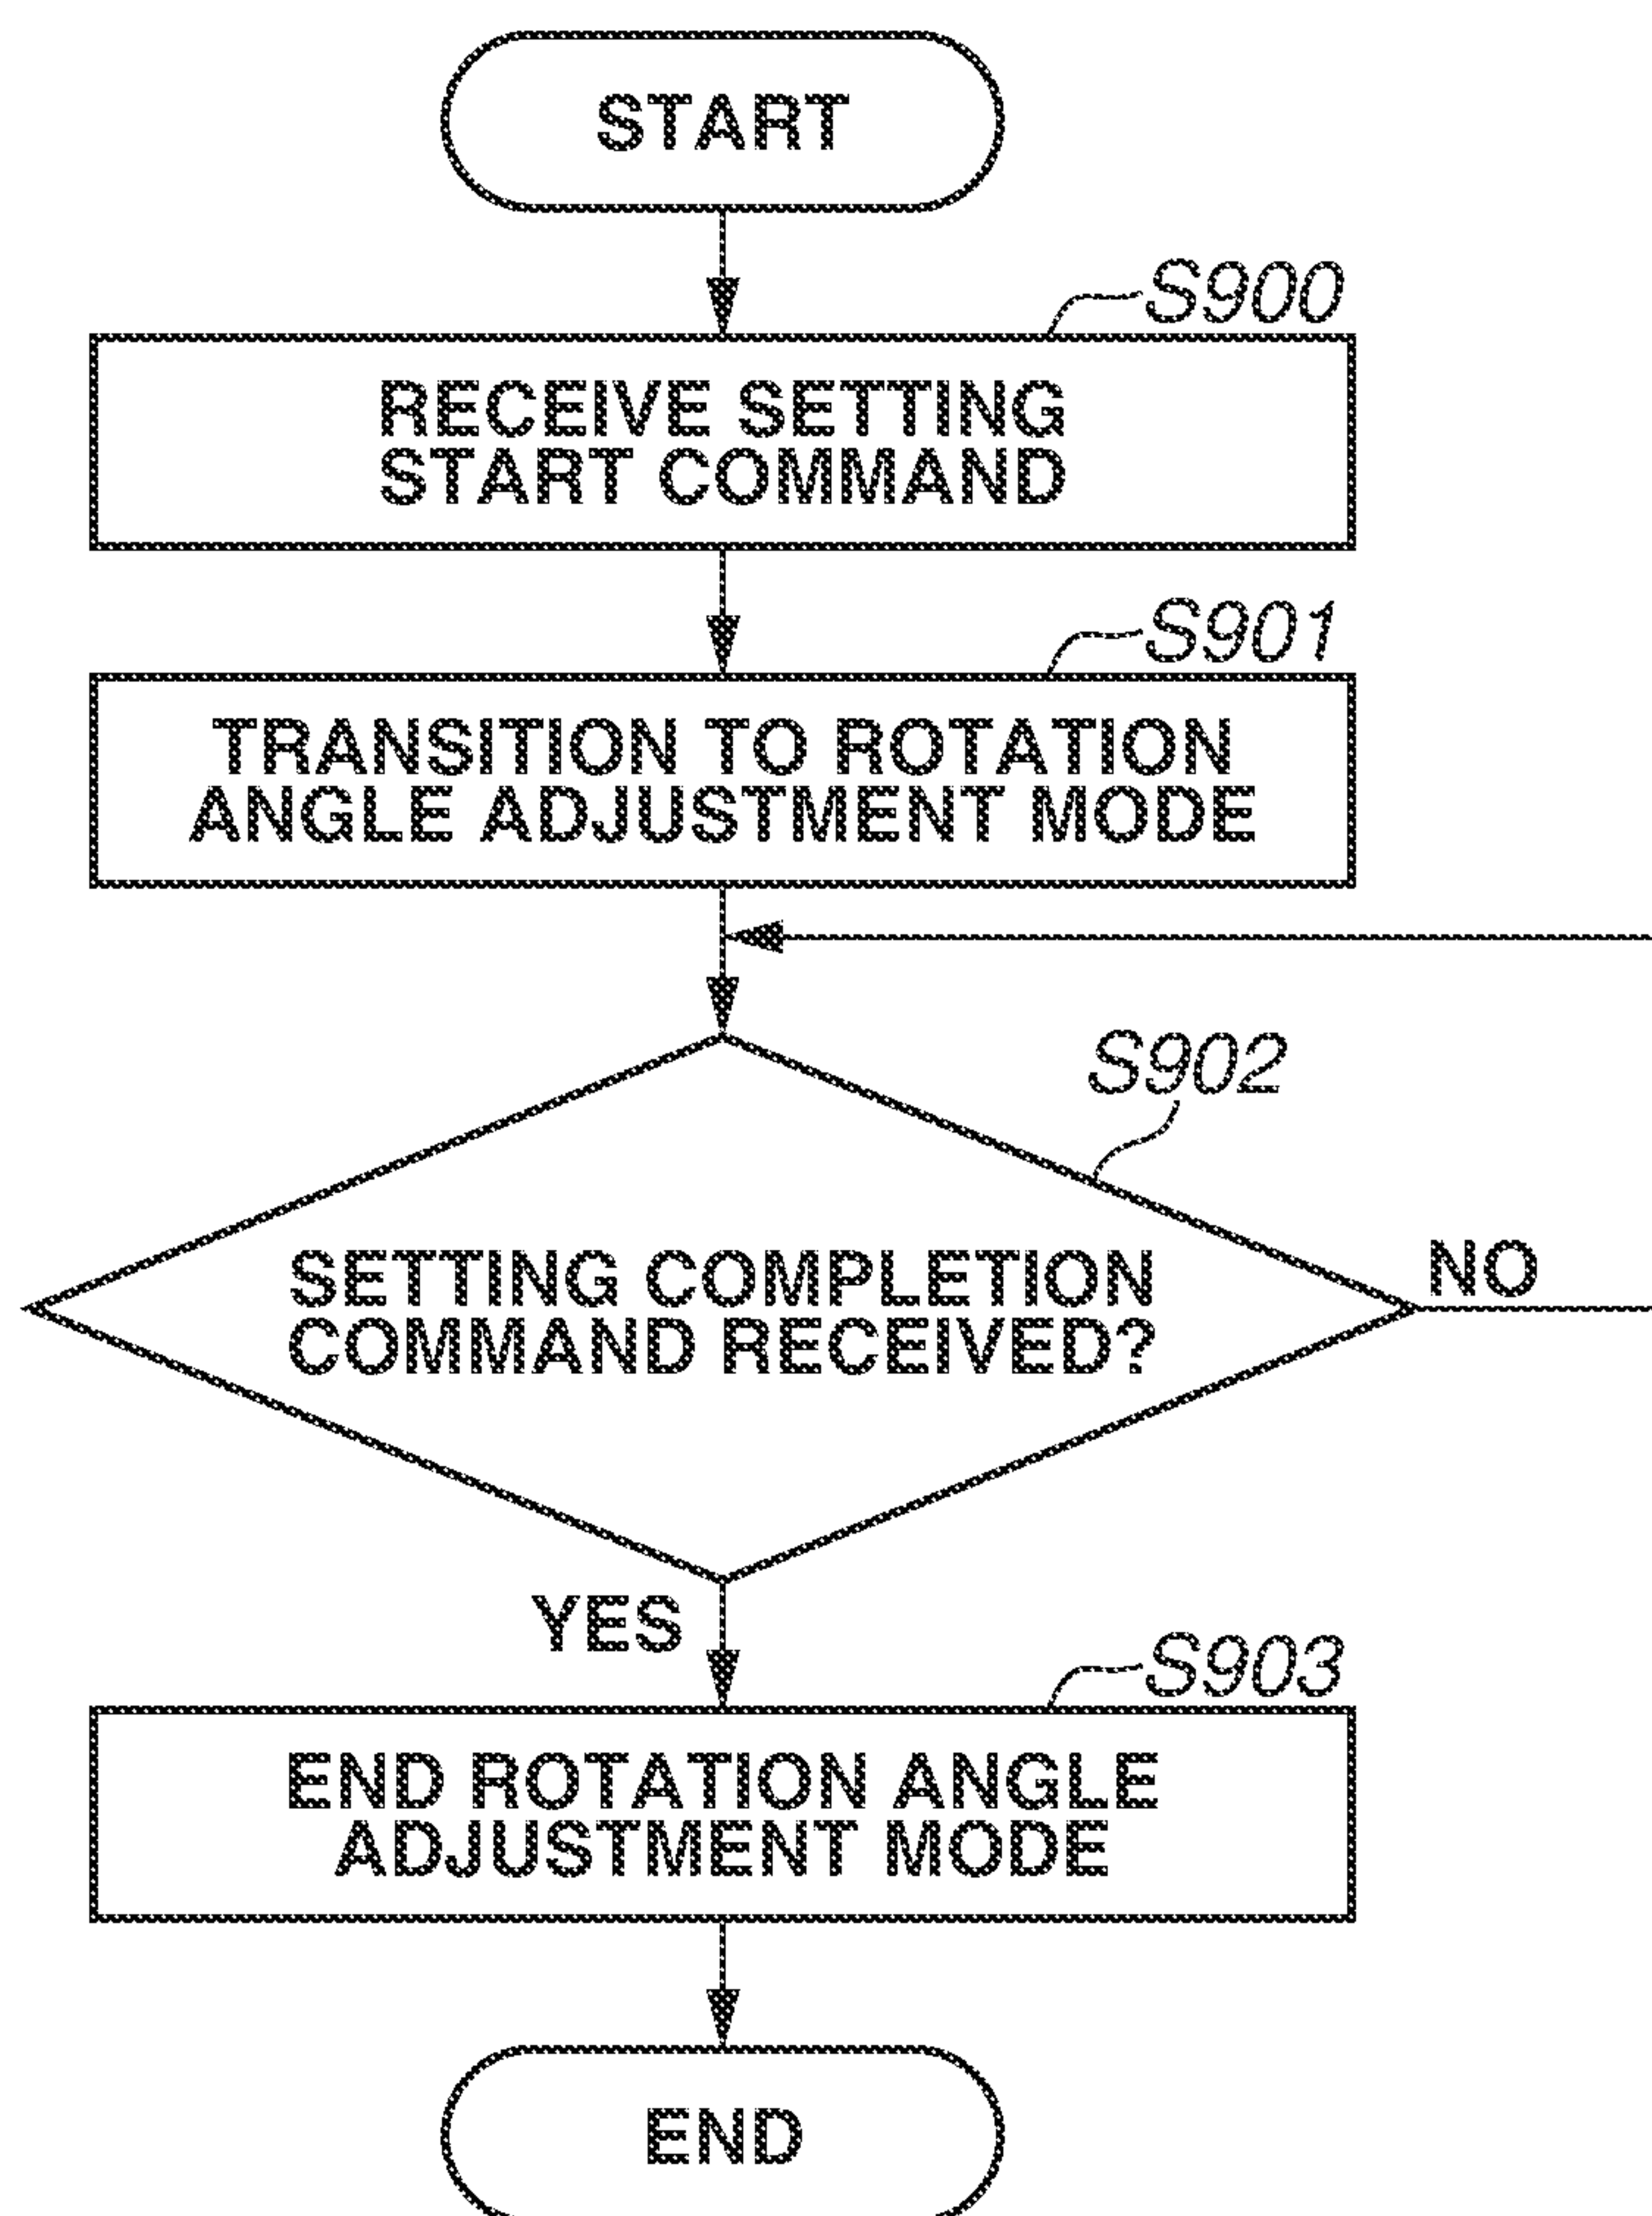 START
S900
RECEIVE SETTING
START COMMAND
S901
TRANSITION TO ROTATION
ANGLE ADJUSTMENT MODE
S902
SETTING COMPLETION
COMMAND RECEIVED?
NO
YES
S903
END ROTATION ANGLE
ADJUSTMENT MODE
END